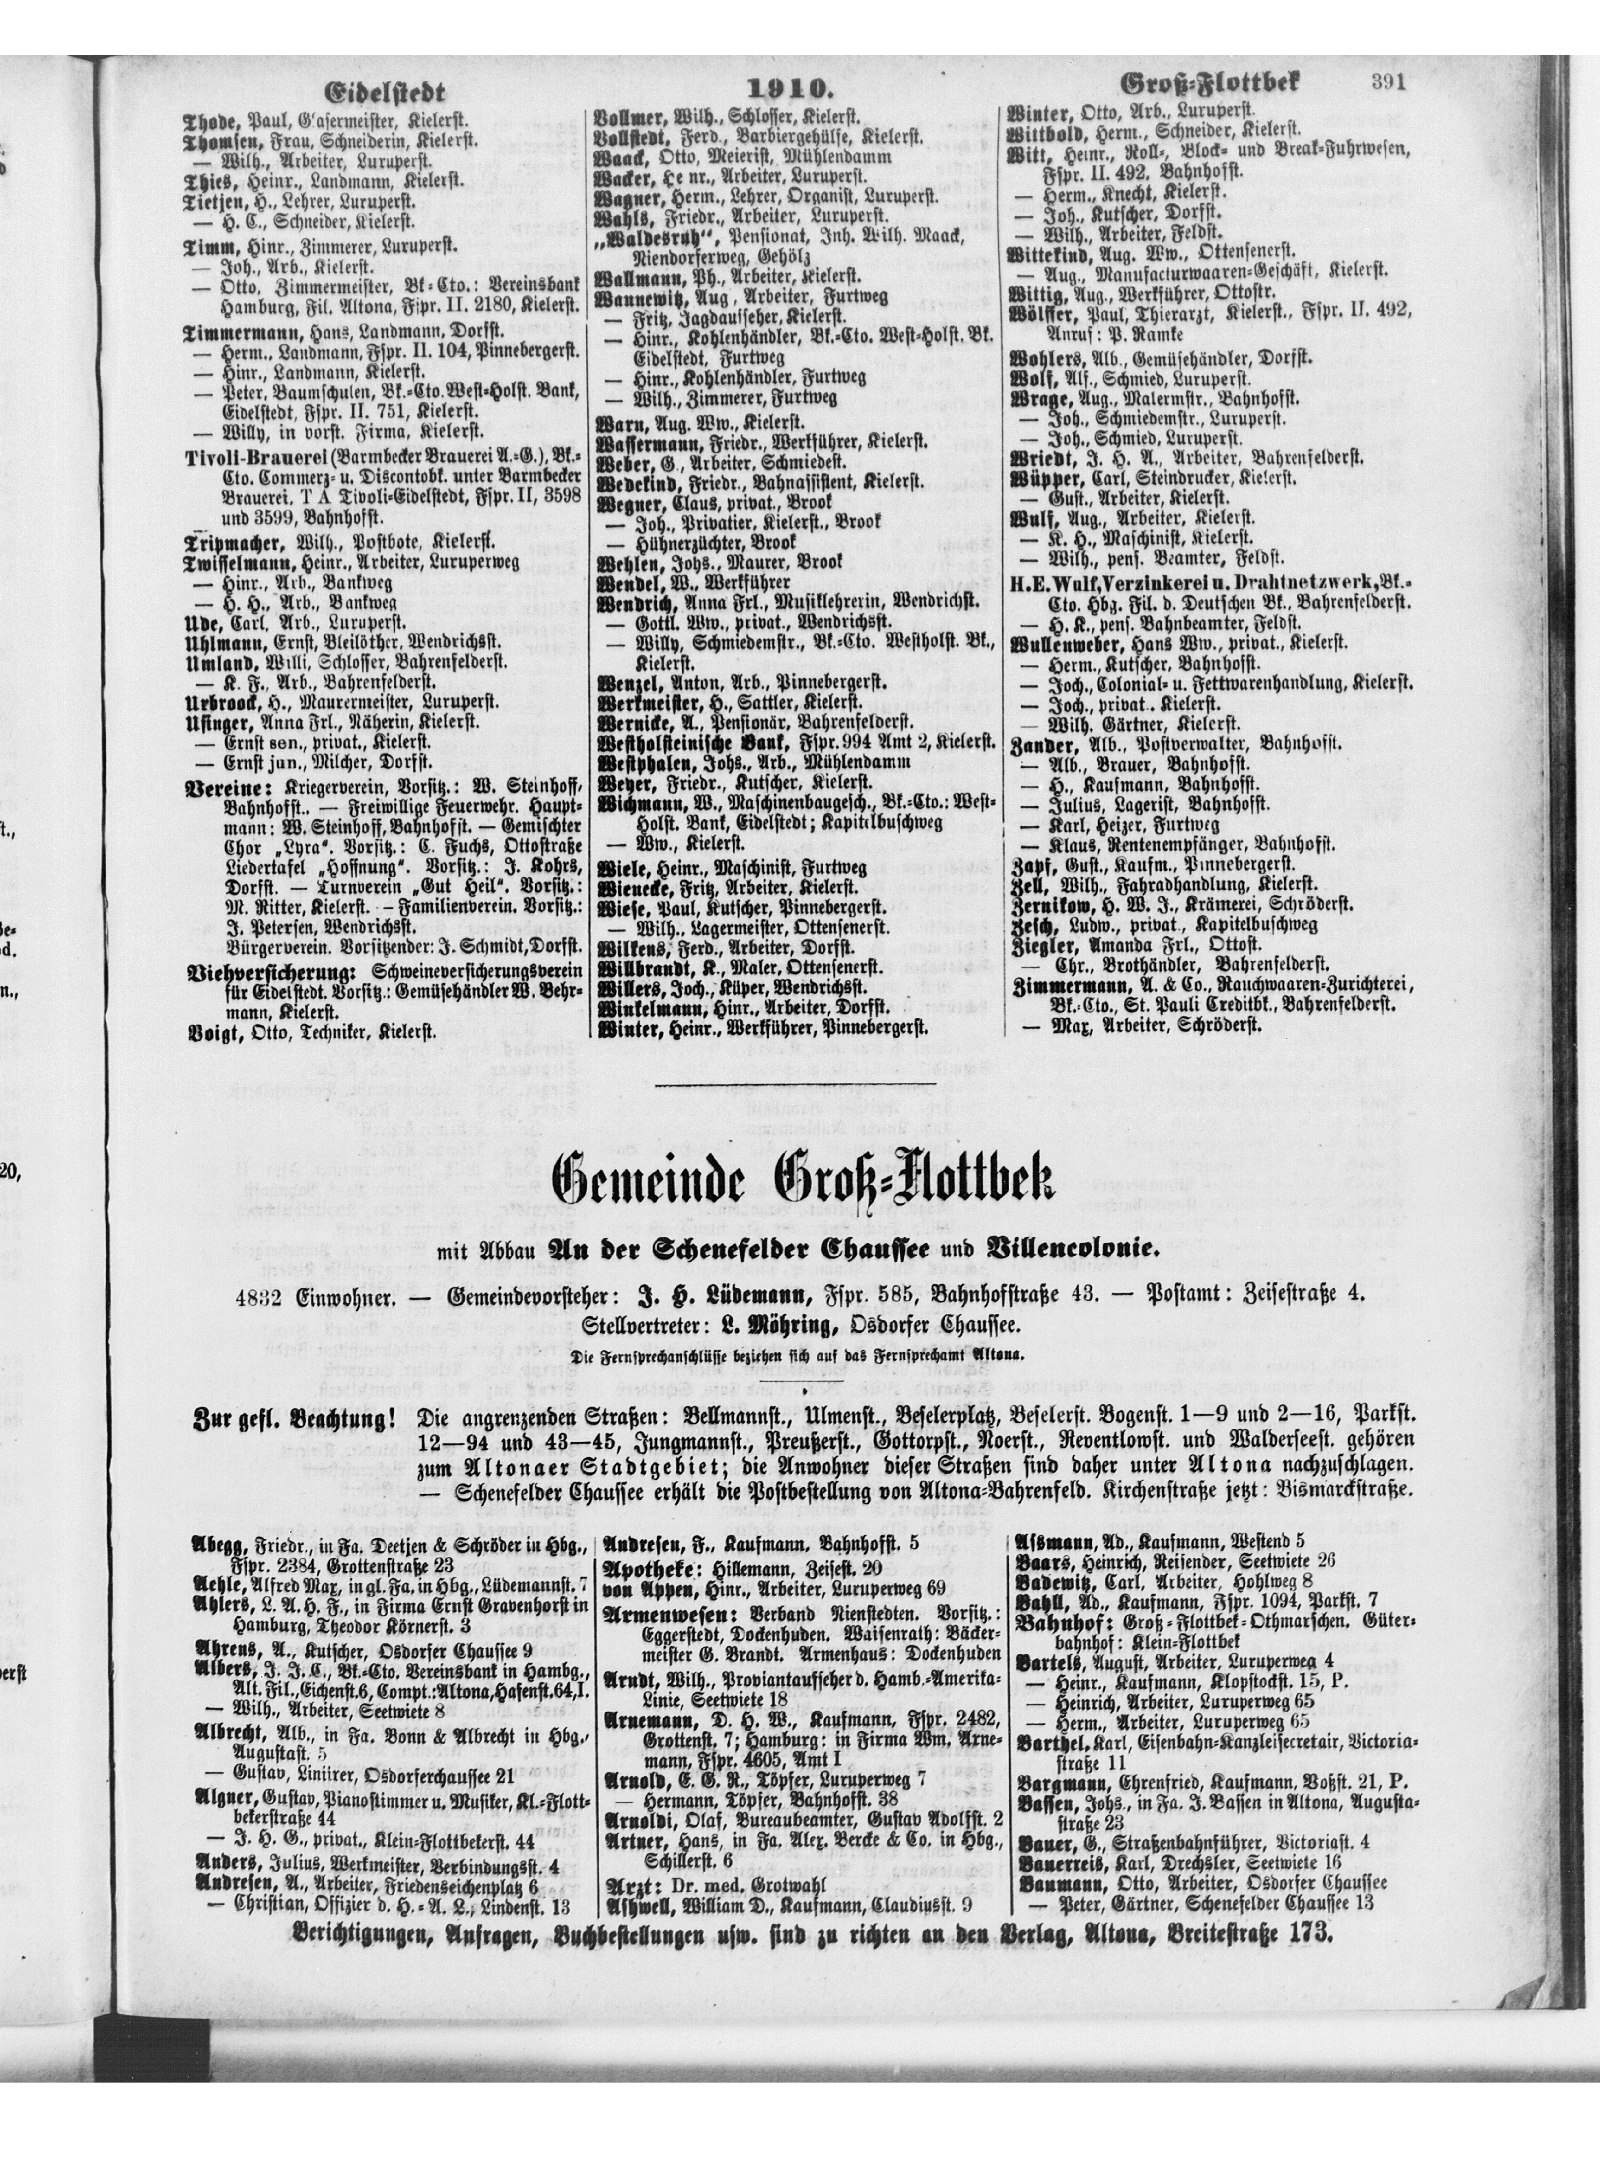 Eidelstedt
1910.
Groß-Flottbek 391
Thode, Paul, Glasermeister, Kielerst.
Thomsen, Frau, Schneiderin, Kielerst.
— Wilh., Arbeiter, Luruperst.
Thies, Heinr., Landmann, Kielerst.
Tietjen, H., Lehrer, Luruperst.
— H. C., Schneider, Kielerst.
Timm, Hinr., Zimmerer, Luruperst.
— Joh., Arb., Kielerst.
— Otto, Zimmermeister, Bk-Cto.: Vereinsbank
Hamburg, Fil. Altona, Fspr. II. 2180, Kielerst.
Timmermann, Hans, Landmann, Dorfst.
— Herm., Landmann, Fspr. II. 104, Pinnebergerst.
— Hinr., Landmann, Kielerst.
— Peter, Baumschulen, Bk.-Cto. West-Holst. Bank,
Eidelstedt, Fspr. II. 751, Kielerst.
— Willy, in vorst. Firma, Kielerst.
Tivoli-Brauerei (Barmbecker Brauerei A.-G.), Bk.-
Cto. Commerz- u. Discontobk. unter Barmbecker
Brauerei, T A Tivoli-Eidelstedt, Fspr. II, 3598
und 3599, Bahnhofst.
Tripmacher, Wilh., Postbote, Kielerst.
Twisselmann, Heinr., Arbeiter, Luruperweg
— Hinr., Arb., Bankweg
— H. H., Arb., Bankweg
Ude, Carl, Arb., Luruperst.
Uhlmann, Ernst, Bleilöther, Wendrichsst.
Umland, Willi, Schlosser, Bahrenfelderst.
— K. F., Arb., Bahrenfelderst.
Urbroock, H., Maurermeister, Luruperst.
Usinger, Anna Frl., Näherin, Kielerst.
— Ernst sen., privat., Kielerst.
— Ernst jun., Milcher, Dorfst.
Vereine: Kriegerverein, Vorsitz.: W. Steinhoff,
Bahnhofst.. — Freiwillige Feuerwehr. Haupt-
mann: W. Steinhoff, Bahnhofst. — Gemischter
Chor „Lyra“. Vorsitz.: C. Fuchs, Ottostraße
Liedertafel „Hoffnung“. Vorsitz.: J. Kohrs,
Dorfst. — Turnverein „Gut Heil“. Vorsitz.:
M. Ritter, Kielerst. — Familienverein. Vorsitz.:
J. Petersen, Wendrichsst.
Bürgerverein. Vorsitzender: J. Schmidt, Dorfst.
Viehversicherung: Schweineversicherungsverein
für Eidelstedt. Vorsitz.: Gemüsehändler W. Behr-
mann, Kielerst.
Voigt, Otto, Techniker, Kielerst.
Vollmer, Wilh., Schlosser, Kielerst.
Vollstedt, Ferd., Barbiergehülfe, Kielerst.
Waack, Otto, Meierist, Mühlendamm
Wacker, Heinr., Arbeiter, Luruperst.
Wagner, Herm., Lehrer, Organist, Luruperst.
Wahls, Friedr., Arbeiter, Luruperst.
„Waldesruh“, Pensionat, Inh. Wilh. Maack,
Niendorferweg, Gehölz
Wallmann, Ph., Arbeiter, Kielerst.
Wannewitz, Aug., Arbeiter, Furtweg
— Fritz, Jagdaufseher, Kielerst.
— Hinr., Kohlenhändler, Bk.-Cto. West-Holst. Bk.
Eidelstedt, Furtweg
— Hinr., Kohlenhändler, Furtweg
— Wilh., Zimmerer, Furtweg
Warn, Aug. Ww., Kielerst.
Wassermann, Friedr., Werkführer, Kielerst.
Weber, G., Arbeiter, Schmiedest.
Wedekind, Friedr., Bahnassistent, Kielerst.
Wegner, Claus, privat., Brook
— Joh., Privatier, Kielerst., Brook
— Hühnerzüchter, Brook
Wehlen, Johs., Maurer, Brook
Wendel, W., Werkführer
Wendrich, Anna Frl., Musiklehrerin, Wendrichst.
— Gottl. Ww., privat., Wendrichsst.
— Willy, Schmiedemstr., Bk.-Cto. Westholst. Bk.,
Kielerst.
Wenzel, Anton, Arb., Pinnebergerst.
Werkmeister, H., Sattler, Kielerst.
Wernicke, A., Pensionär, Bahrenfelderst.
Westholsteinische Bank, Fspr. 994 Amt 2, Kielerst.
Westphalen, Johs., Arb., Mühlendamm
Weyer, Friedr., Kutscher, Kielerst.
Wichmann, W., Maschinenbaugesch., Bk.-Cto.: West-
Holst. Bank, Eidelstedt; Kapitelbuschweg
— Ww., Kielerst.
Wiele, Heinr., Maschinist, Furtweg
Wienecke, Fritz, Arbeiter, Kielerst.
Wiese, Paul, Kutscher, Pinnebergerst.
— Wilh., Lagermeister, Ottensenerst.
Wilkens, Ferd., Arbeiter, Dorfst.
Willbrandt, K., Maler, Ottensenerst.
Willers, Joch., Küper, Wendrichsst.
Winkelmann, Hinr., Arbeiter, Dorfst.
Winter, Heinr., Werkführer, Pinnebergerst.
Winter, Otto, Arb., Luruperst.
Wittbold, Herm., Schneider, Kielerst.
Witt, Heinr., Roll-, Block- und Break-Fuhrwesen,
Fspr. II. 492, Bahnhofst.
— Herm., Knecht, Kielerst.
— Joh., Kutscher, Dorfst.
— Wilh., Arbeiter, Feldst.
Wittekind, Aug. Ww., Ottensenerst.
— Aug., Manufacturwaaren-Geschäft, Kielerst.
Wittig, Aug., Werkführer, Ottostr.
Wölffer, Paul, Thierarzt, Kielerst., Fspr. II. 492,
Anruf: P. Ramke
Wohlers, Alb., Gemüsehändler, Dorfst.
Wolf, Alf., Schmied, Luruperst.
Wrage, Aug., Malermstr., Bahnhofst.
— Joh., Schmiedemstr., Luruperst.
— Joh., Schmied, Luruperst.
Wriedt, J. H. A., Arbeiter, Bahrenfelderst.
Wüpper, Carl, Steindrucker, Kielerst.
— Gust., Arbeiter, Kielerst.
Wulf, Aug., Arbeiter, Kielerst.
— K. H., Maschinist, Kielerst.
— Wilh., pens. Beamter, Feldst.
H. E. Wulf, Verzinkerei u. Drahtnetzwerk, Bk.-
Cto. Hbg. Fil. d. Deutschen Bk., Bahrenfelderst.
— H. K., pens. Bahnbeamter, Feldst.
Wullenweber, Hans Ww., privat., Kielerst.
— Herm., Kutscher, Bahnhofst.
— Joch., Colonial- u. Fettwarenhandlung, Kielerst.
— Joch., privat. Kielerst.
— Wilh. Gärtner, Kielerst.
Zander, Alb., Postverwalter, Bahnhofst.
— Alb., Brauer, Bahnhofst.
— H., Kaufmann, Bahnhofst.
— Julius, Lagerist, Bahnhofst.
— Karl, Heizer, Furtweg
— Klaus, Rentenempfänger, Bahnhofst.
Zapf, Gust., Kaufm., Pinnebergerst.
Zell, Wilh., Fahradhandlung, Kielerst.
Zernikow, H. W. J., Krämerei, Schröderst.
Zesch, Ludw., privat., Kapitelbuschweg
Ziegler, Amanda Frl., Ottost.
— Chr., Brothändler, Bahrenfelderst.
Zimmermann, A. & Co., Rauchwaaren-Zurichterei,
Bk.-Cto, St. Pauli Creditbk., Bahrenfelderst.
— Max, Arbeiter, Schröderst.
Gemeinde Groß-Flottbek
mit Abbau An der Schenefelder Chaussee und Villencolonie.
4832 Einwohner. — Gemeindevorsteher: J. H. Lüdemann, Fspr. 585, Bahnhofstraße 43. — Postamt: Zeisestraße 4.
Stellvertreter: L. Möhring, Osdorfer Chaussee.
Die Fernsprechanschlüsse beziehen sich auf das Fernsprechamt Altona.
Zur gefl. Beachtung! Die angrenzenden Straßen: Bellmannst., Ulmenst., Beselerplatz, Beselerst. Bogenst. 1—9 und 2—16, Parkst.
12—94 und 43—45, Jungmannst., Preußerst., Gottorpst., Noerst., Reventlowst. und Walderseest. gehören
zum Altonaer Stadtgebiet; die Anwohner dieser Straßen sind daher unter Altona nachzuschlagen.
— Schenefelder Chaussee erhält die Postbestellung von Altona-Bahrenfeld. Kirchenstraße jetzt: Bismarckstraße.
Abegg, Friedr., in Fa. Deetjen & Schröder in Hbg.,
Fspr. 2384, Grottenstraße 23
Aehle, Alfred Max, in gl. Fa. in Hbg., Lüdemannst. 7
Ahlers, L. A. H. F., in Firma Ernst Gravenhorst in
Hamburg, Theodor Körnerst. 3
Ahrens, A., Kutscher, Osdorfer Chaussee 9
Albers, J. J. C., Bk.-Cto. Vereinsbank in Hambg.,
Alt. Fil., Eichenst. 6, Compt.: Altona, Hafenst. 64, I.
— Wilh., Arbeiter, Seetwiete 8
Albrecht, Alb., in Fa. Bonn & Albrecht in Hbg.,
Augustast. 5
— Gustav, Liniirer, Osdorferchaussee 21
Algner, Gustav, Pianostimmer u. Musiker, Kl.-Flott-
bekerstraße 44
— J. H. G., privat., Klein-Flottbekerst. 44
Anders, Julius, Werkmeister, Verbindungsst. 4
Andresen, A., Arbeiter, Friedenseichenplatz 6
— Christian, Offizier d. H.-A. L., Lindenst. 13
Andresen, F., Kaufmann, Bahnhofst. 5
Apotheke: Hillemann, Zeisest. 20
von Appen, Hinr., Arbeiter, Luruperweg 69
Armenwesen: Verband Nienstedten. Vorsitz.:
Eggerstedt, Dockenhuden. Waisenrath: Bäcker-
meister G. Brandt. Armenhaus: Dockenhuden
Arndt, Wilh., Proviantaufseher d. Hamb.-Amerika-
Linie, Seetwiete 18
Arnemann, D. H. W., Kaufmann, Fspr. 2482,
Grottenst. 7; Hamburg: in Firma Wm. Arne-
mann, Fspr. 4605, Amt I
Arnold, E. G. R., Töpfer, Luruperweg 7
— Hermann, Töpfer, Bahnhofst. 38
Arnoldi, Olaf, Bureaubeamter, Gustav Adolfst. 2
Artner, Hans, in Fa. Alex. Bercke & Co. in Hbg.,
Schillerst. 6
Arzt: Dr. med. Grotwahl
Ashwell, William D., Kaufmann, Claudiusst. 9
Assmann, Ad., Kaufmann, Westend 5
Baars, Heinrich, Reisender, Seetwiete 26
Badewitz, Carl, Arbeiter, Hohlweg 8
Bahll, Ad., Kaufmann, Fspr. 1094, Parkst. 7
Bahnhof: Groß-Flottbek-Othmarschen. Güter-
bahnhof: Klein-Flottbek
Bartels, August, Arbeiter, Luruperweg 4
— Heinr., Kaufmann, Klopstockst. 15, P.
— Heinrich, Arbeiter, Luruperweg 65
— Herm., Arbeiter, Luruperweg 65
Barthel, Karl, Eisenbahn-Kanzleisecretair, Victoria-
straße 11
Bargmann, Ehrenfried, Kaufmann, Voßst. 21, P.
Bassen, Johs., in Fa. J. Bassen in Altona, Augusta-
straße 23
Bauer, G., Straßenbahnführer, Victoriast. 4
Bauerreis, Karl, Drechsler, Seetwiete 16
Baumann, Otto, Arbeiter, Osdorfer Chaussee
— Peter, Gärtner, Schenefelder Chaussee 13
Berichtigungen, Anfragen, Buchbestellungen usw. sind zu richten an den Verlag, Altona, Breitestraße 173.